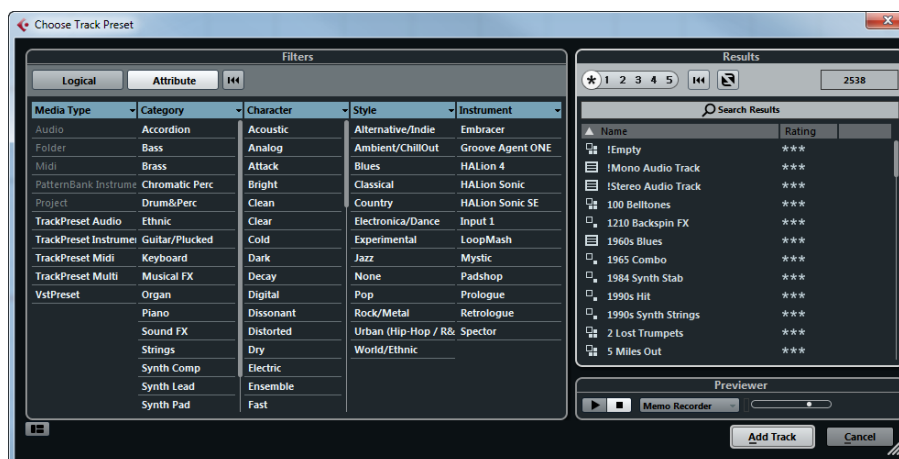 Choose Track Preset
Filters
Logical Attribute
Media Type Category Character Style Instrument
Audio Accordion Acoustic Alternative/Indie Embracer
Folder Bass Analog Ambient/ChillOut Groove Agent ONE
Midi Brass Attack Blues HALion 4
PatternBank Instrume Chromatic Perc Bright Classical HALion Sonic
Project Drum&Perc Clean Country HALion Sonic SE
TrackPreset Audio Ethnic Clear Electronica/Dance Input 1
TrackPreset Instrumei Guitar/Plucked Cold Experimental LoopMash
TrackPreset Midi Keyboard Dark Jazz Mystic
TrackPreset Multi Musical FX Decay None Padshop
VstPreset Organ Digital Pop Prologue
Piano Dissonant Rock/Metal Retrologue
Sound FX Distorted Urban (Hip-Hop / R& Spector
Strings Dry World/Ethnic
Synth Comp Electric
Synth Lead Ensemble
Synth Pad Fast
Results
* 1 2 3 4 5 2538
Search Results
Name Rating
!Empty ***
!Mono Audio Track ***
!Stereo Audio Track ***
100 Belltones ***
1210 Backspin FX ***
1960s Blues ***
1965 Combo ***
1984 Synth Stab ***
1990s Hit ***
1990s Synth Strings ***
2 Lost Trumpets ***
5 Miles Out ***
Previewer
Memo Recorder
Add Track Cancel